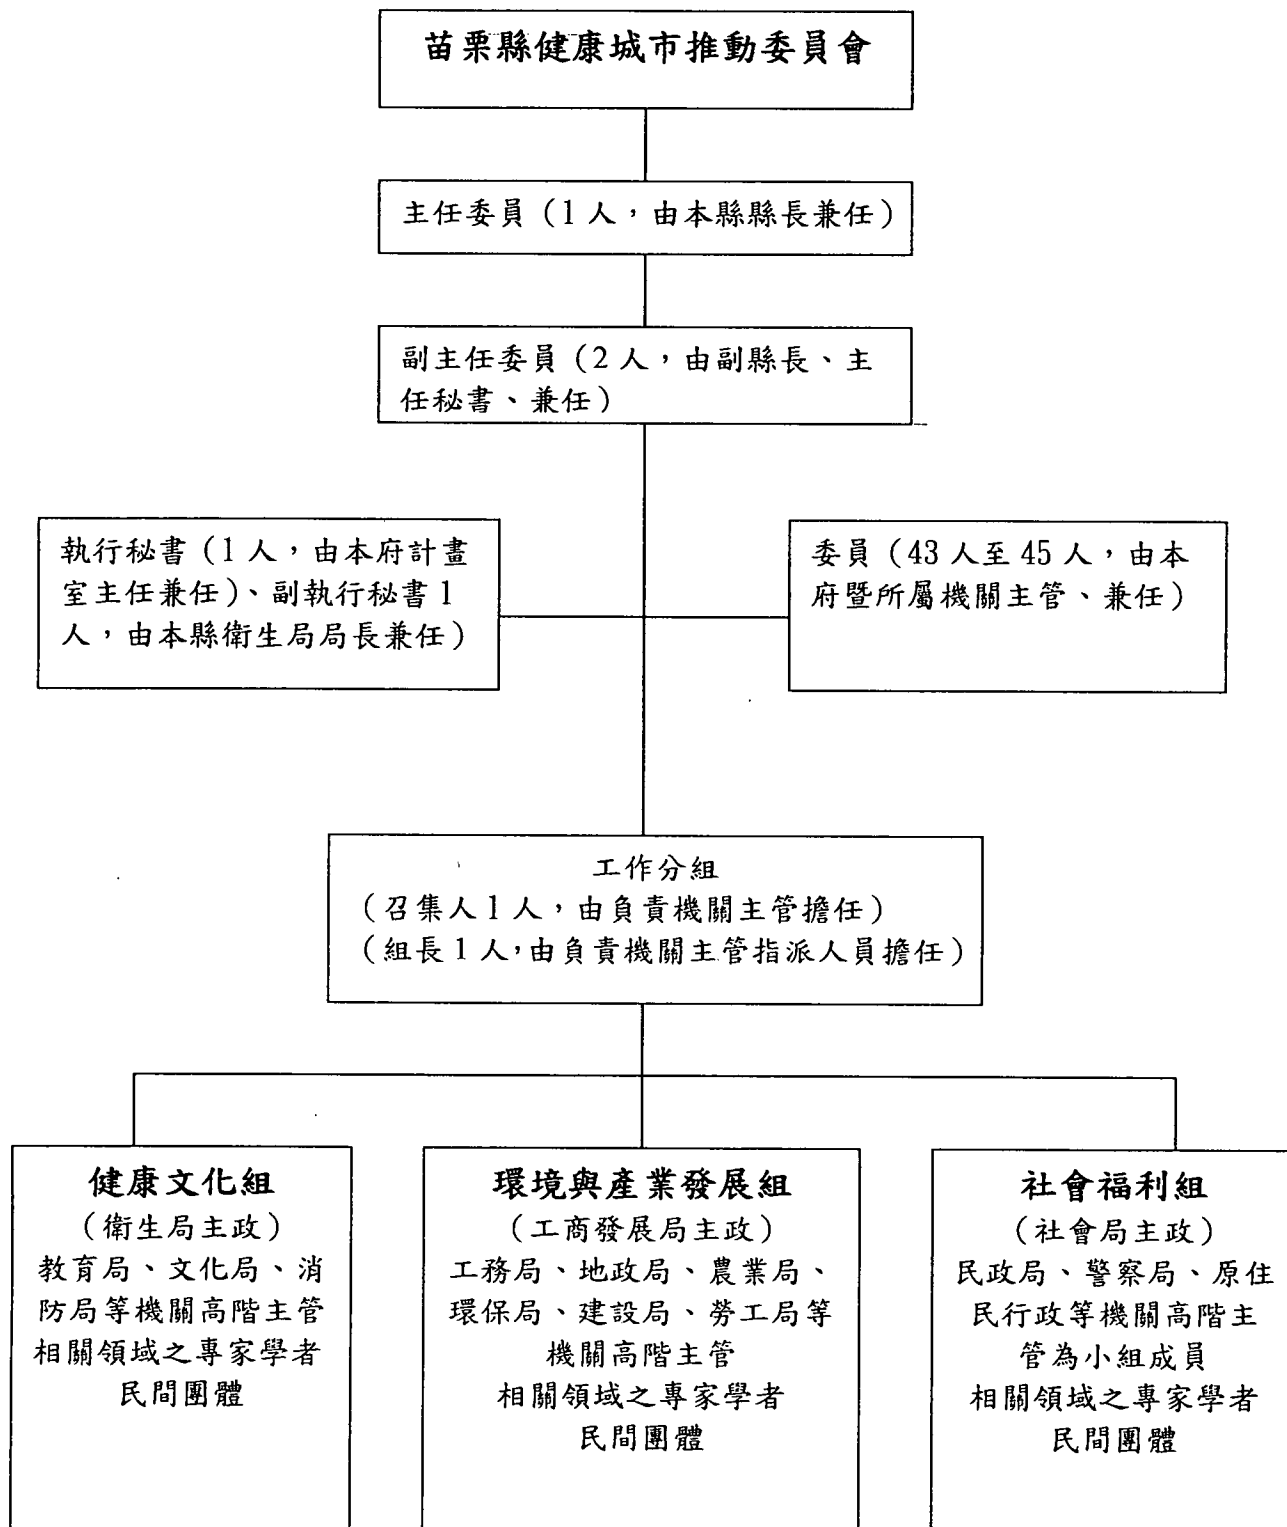 苗栗縣健康城市推動委員會
主任委員（1人，由本縣縣長兼任）
副主任委員（2人，由副縣長、主
任秘書、兼任）
執行秘書（1人，由本府計畫
室主任兼任）、副執行秘書1
人，由本縣衛生局局長兼任）
委員（43人至45人，由本
府暨所屬機關主管、兼任）
工作分組
（召集人1人，由負責機關主管擔任）
（組長1人，由負責機關主管指派人員擔任）
健康文化組
（衛生局主政）
教育局、文化局、消
防局等機關高階主管
相關領域之專家學者
民間團體
環境與產業發展組
（工商發展局主政）
工務局、地政局、農業局、
環保局、建設局、勞工局等
機關高階主管
相關領域之專家學者
民間團體
社會福利組
（社會局主政）
民政局、警察局、原住
民行政等機關高階主
管為小組成員
相關領域之專家學者
民間團體